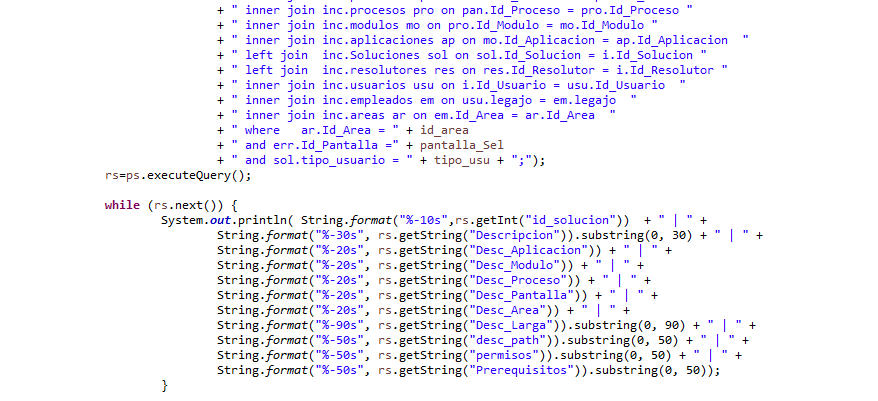 + " inner join inc.procesos pro on pan.Id_Proceso = pro.Id_Proceso "
+ " inner join inc.modulos mo on pro.Id_Modulo = mo.Id_Modulo "
+ " inner join inc.aplicaciones ap on mo.Id_Aplicacion = ap.Id_Aplicacion  "
+ " left join  inc.Soluciones sol on sol.Id_Solucion = i.Id_Solucion "
+ " left join  inc.resolutores res on res.Id_Resolutor = i.Id_Resolutor "
+ " inner join inc.usuarios usu on i.Id_Usuario = usu.Id_Usuario  "
+ " inner join inc.empleados em on usu.legajo = em.legajo  "
+ " inner join inc.areas ar on em.Id_Area = ar.Id_Area  "
+ " where   ar.Id_Area = " + id_area
+ " and err.Id_Pantalla =" + pantalla_Sel
+ " and sol.tipo_usuario = " + tipo_usu + ";");
rs=ps.executeQuery();
while (rs.next()) {
System.out.println( String.format("%-10s",rs.getInt("id_solucion"))  + " | " +
String.format("%-30s", rs.getString("Descripcion")).substring(0, 30) + " | " +
String.format("%-20s", rs.getString("Desc_Aplicacion")) + " | " +
String.format("%-20s", rs.getString("Desc_Modulo")) + " | " +
String.format("%-20s", rs.getString("Desc_Proceso")) + " | " +
String.format("%-20s", rs.getString("Desc_Pantalla")) + " | " +
String.format("%-20s", rs.getString("Desc_Area")) + " | " +
String.format("%-90s", rs.getString("Desc_Larga")).substring(0, 90) + " | " +
String.format("%-50s", rs.getString("desc_path")).substring(0, 50) + " | " +
String.format("%-50s", rs.getString("permisos")).substring(0, 50) + " | " +
String.format("%-50s", rs.getString("Prerequisitos")).substring(0, 50));
}